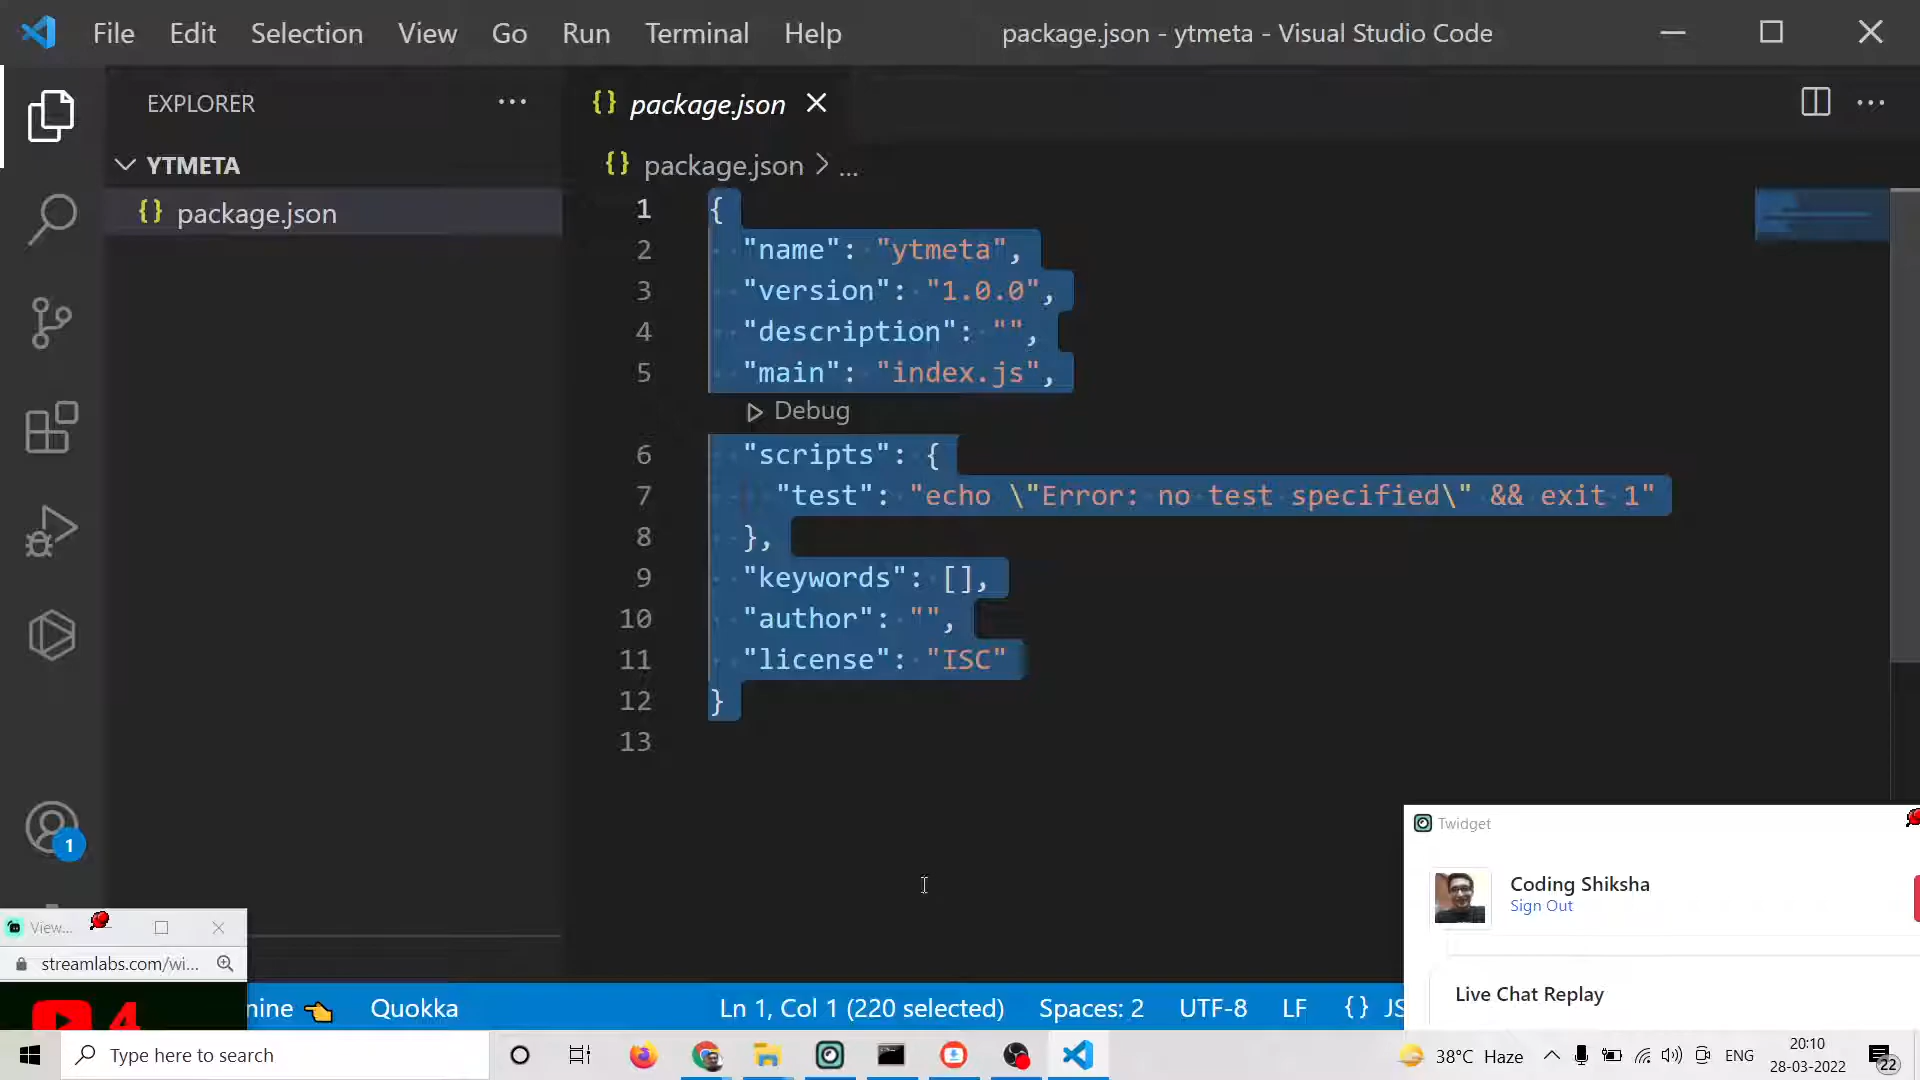 File Edit Selection View Go Run Terminal Help package.json - ytmeta - Visual Studio Code
EXPLORER
package.json
YTMETA
package.json > ...
package.json
1 {
2 "name": "ytmeta",
3 "version": "1.0.0",
4 "description": "",
5 "main": "index.js",
Debug
6 "scripts": {
7 "test": "echo \"Error: no test specified\" && exit 1"
8 },
9 "keywords": [],
10 "author": "",
11 "license": "ISC"
12 }
13
1
Twidget
Coding Shiksha
Sign Out
Live Chat Replay
View...
streamlabs.com/wi...
4
Quokka Ln 1, Col 1 (220 selected) Spaces: 2 UTF-8 LF {} JS
Type here to search
38°C Haze ENG
20:10
28-03-2022
22